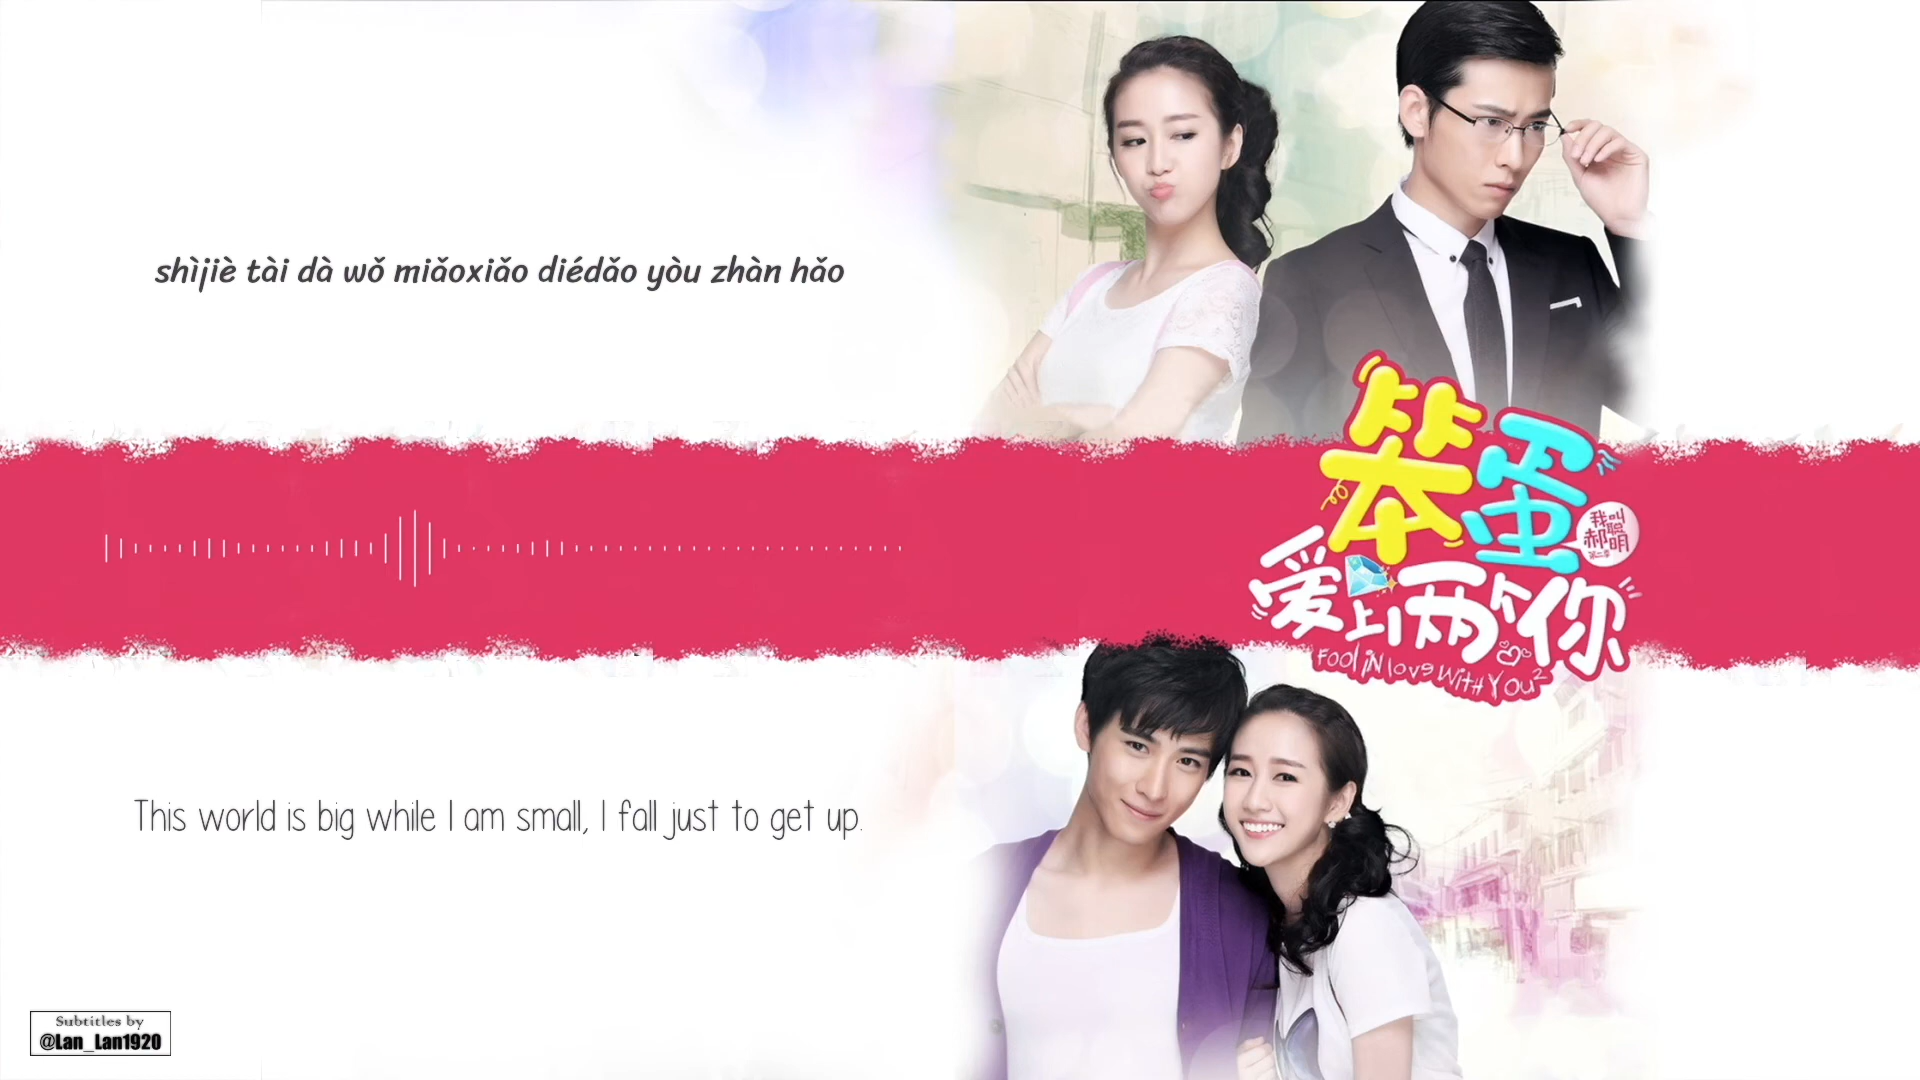 shìjiè tài dà wǒ miǎoxiǎo diédǎo yòu zhàn hǎo
笨蛋
我叫
郝聪明
第二季
爱上两个你
Fool in love with you2
This world is big while I am small, I fall just to get up.
Subtitles by
@Lan_Lan1920